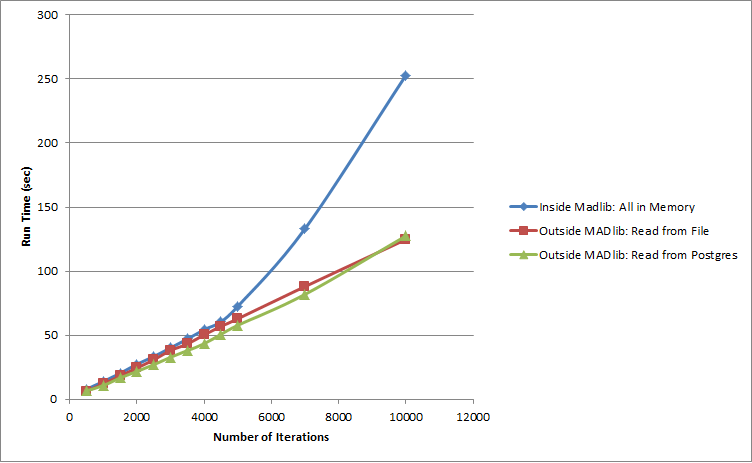 300
250
200
150
100
50
0
Run Time (sec)
0 2000 4000 6000 8000 10000 12000
Number of Iterations
Inside Madlib: All in Memory
Outside MADlib: Read from File
Outside MADlib: Read from Postgres